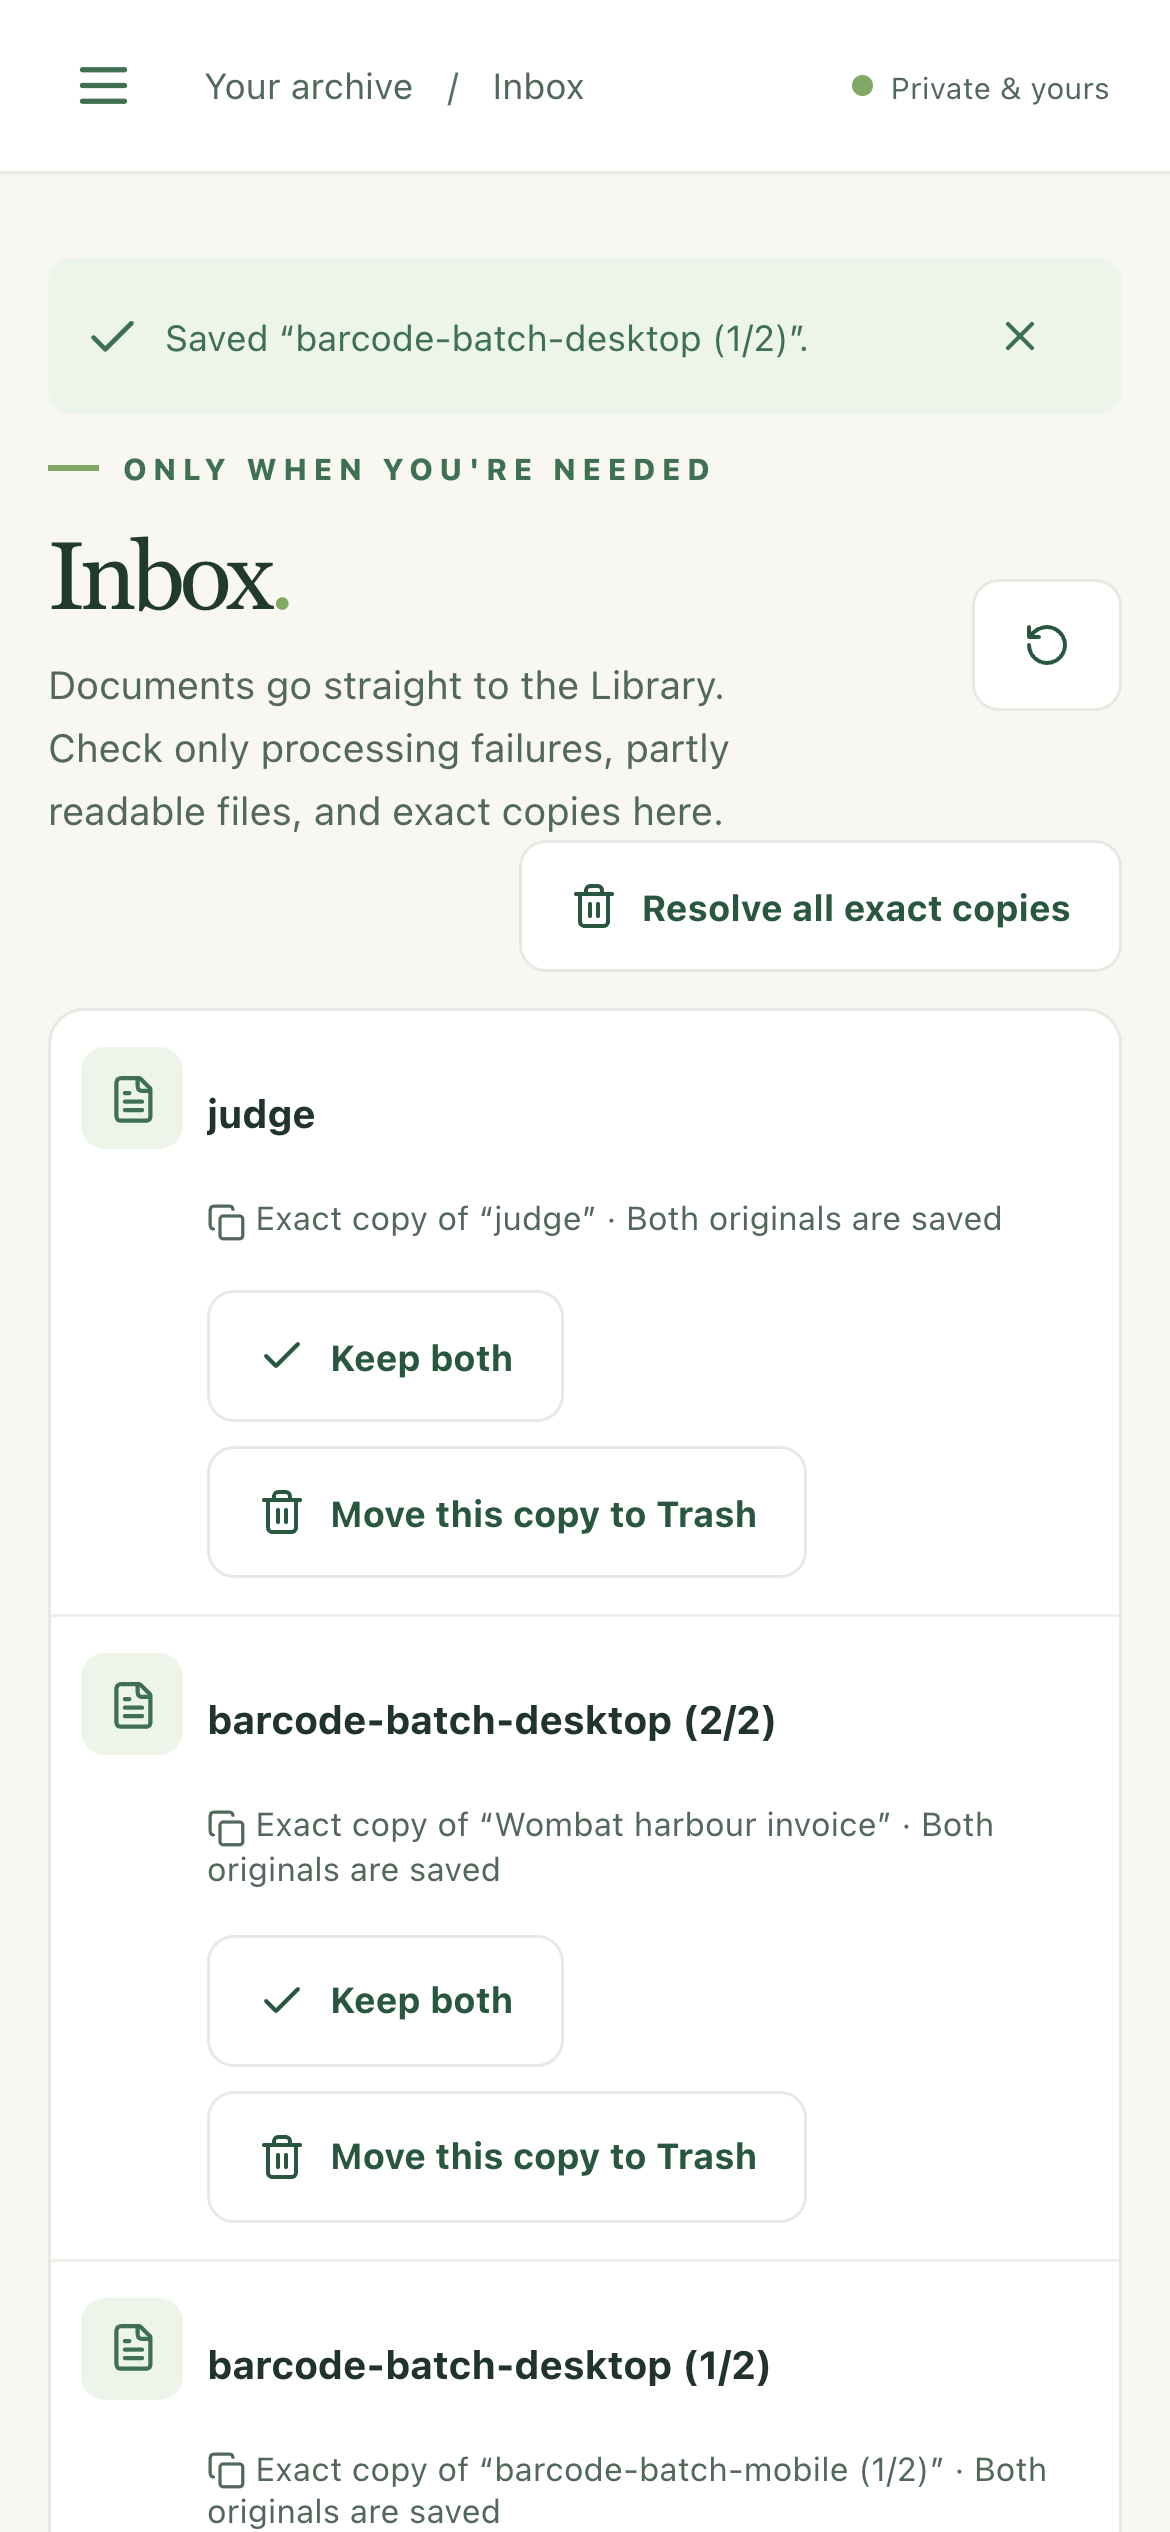 Your archive / Inbox
Private & yours
Saved “barcode-batch-desktop (1/2)”.
ONLY WHEN YOU'RE NEEDED
Inbox.
Documents go straight to the Library.
Check only processing failures, partly
readable files, and exact copies here.
Resolve all exact copies
judge
Exact copy of “judge” · Both originals are saved
Keep both
Move this copy to Trash
barcode-batch-desktop (2/2)
Exact copy of “Wombat harbour invoice” · Both
originals are saved
Keep both
Move this copy to Trash
barcode-batch-desktop (1/2)
Exact copy of “barcode-batch-mobile (1/2)” · Both
originals are saved